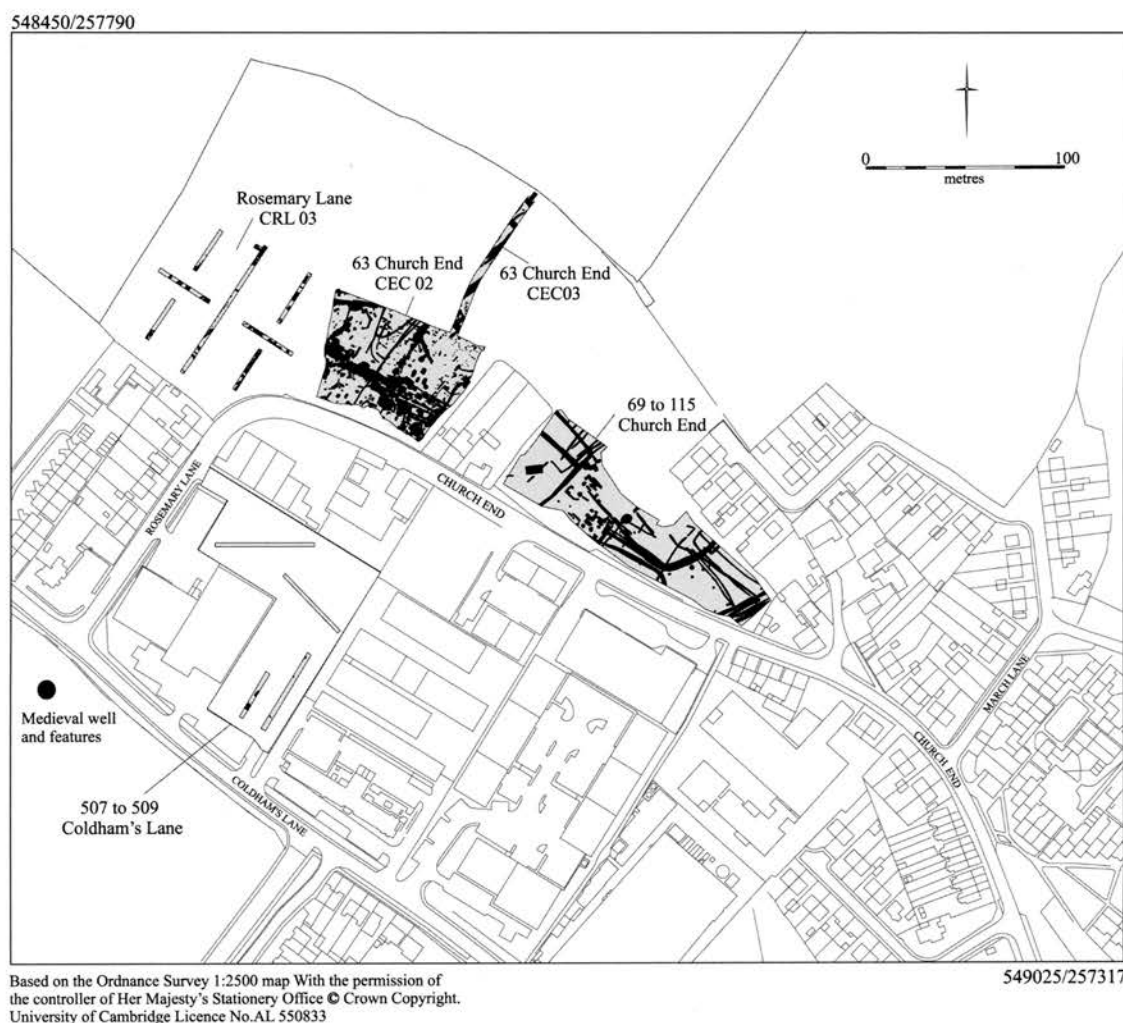 548450/257790
0
100
metres
Rosemary Lane
CRL 03
63 Church End
CEC 02
63 Church End
CEC03
69 to 115
Church End
CHURCH END
ROSEMARY LANE
MARCH LANE
CHURCH END
Medieval well
and features
507 to 509
Coldham's Lane
COLDHAM'S LANE
Based on the Ordnance Survey 1:2500 map With the permission of
the controller of Her Majesty's Stationery Office © Crown Copyright.
University of Cambridge Licence No.AL 550833
549025/257317